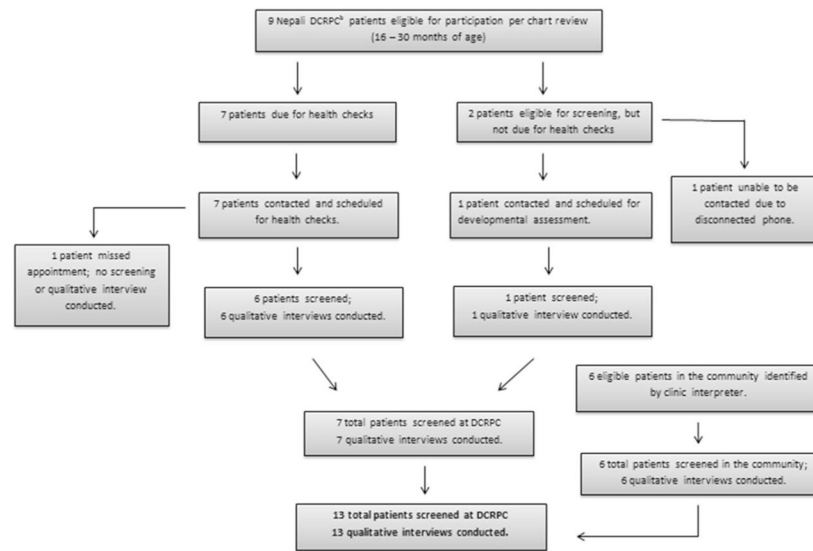 9 Nepali DCRPCᵇ patients eligible for participation per chart review
(16 – 30 months of age)
7 patients due for health checks
2 patients eligible for screening, but
not due for health checks
7 patients contacted and scheduled
for health checks.
1 patient contacted and scheduled for
developmental assessment.
1 patient unable to be
contacted due to
disconnected phone.
1 patient missed
appointment; no screening
or qualitative interview
conducted.
6 patients screened;
6 qualitative interviews conducted.
1 patient screened;
1 qualitative interview conducted.
6 eligible patients in the community identified
by clinic interpreter.
7 total patients screened at DCRPC
7 qualitative interviews conducted.
6 total patients screened in the community;
6 qualitative interviews conducted.
13 total patients screened at DCRPC
13 qualitative interviews conducted.